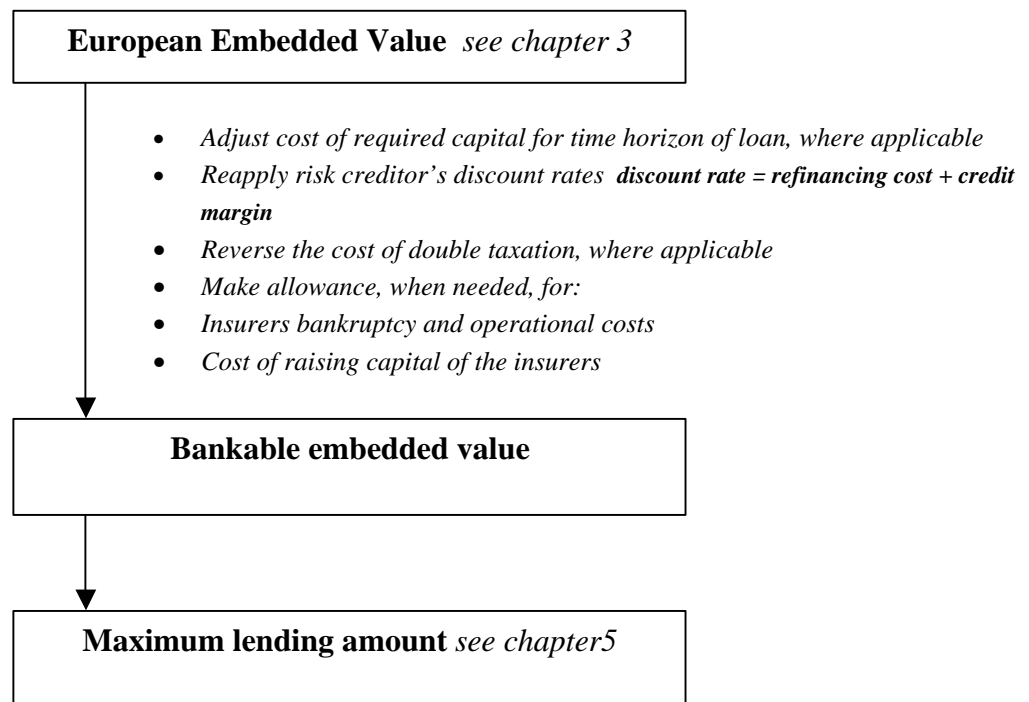 European Embedded Value see chapter 3
• Adjust cost of required capital for time horizon of loan, where applicable
• Reapply risk creditor's discount rates discount rate = refinancing cost + credit
margin
• Reverse the cost of double taxation, where applicable
• Make allowance, when needed, for:
• Insurers bankruptcy and operational costs
• Cost of raising capital of the insurers
Bankable embedded value
Maximum lending amount see chapter5